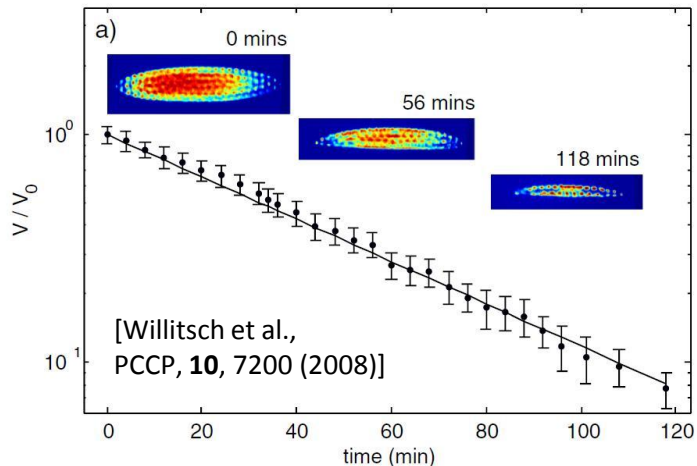 a)
0 mins
56 mins
118 mins
10^0
V / V_0
10^-1
[Willitsch et al.,
PCCP, 10, 7200 (2008)]
0 20 40 60 80 100 120
time (min)